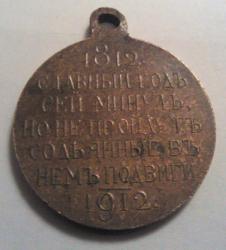 1812.
СЛАВНЫЙ ГОДЪ
СЕЙ МИНУЛЪ,
НО НЕ ПРОЙДУТЪ
СОДѢЯННЫЕ ВЪ
НЕМЪ ПОДВИГИ
1912.